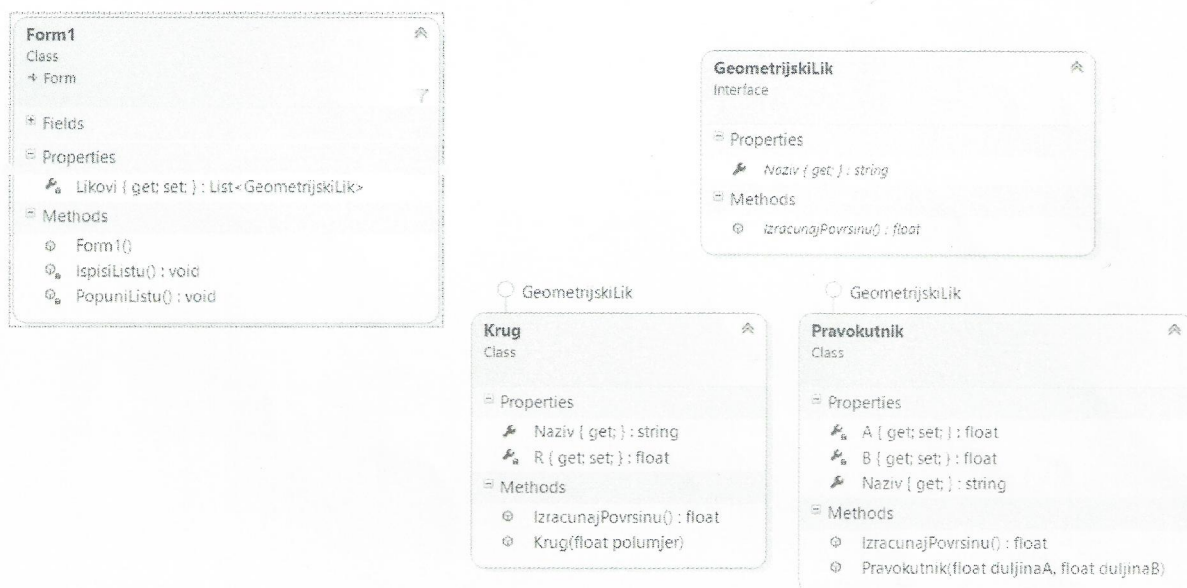 Form1
Class
Form
Fields
Properties
Likovi { get; set; } : List<GeometrijskiLik>
Methods
Form1()
IspisiListu() : void
PopuniListu() : void
GeometrijskiLik
Interface
Properties
Naziv { get; } : string
Methods
IzracunajPovrsinu() : float
GeometrijskiLik
Krug
Class
Properties
Naziv { get; } : string
R { get; set; } : float
Methods
IzracunajPovrsinu() : float
Krug(float polumjer)
GeometrijskiLik
Pravokutnik
Class
Properties
A { get; set; } : float
B { get; set; } : float
Naziv { get; } : string
Methods
IzracunajPovrsinu() : float
Pravokutnik(float duljinaA, float duljinaB)